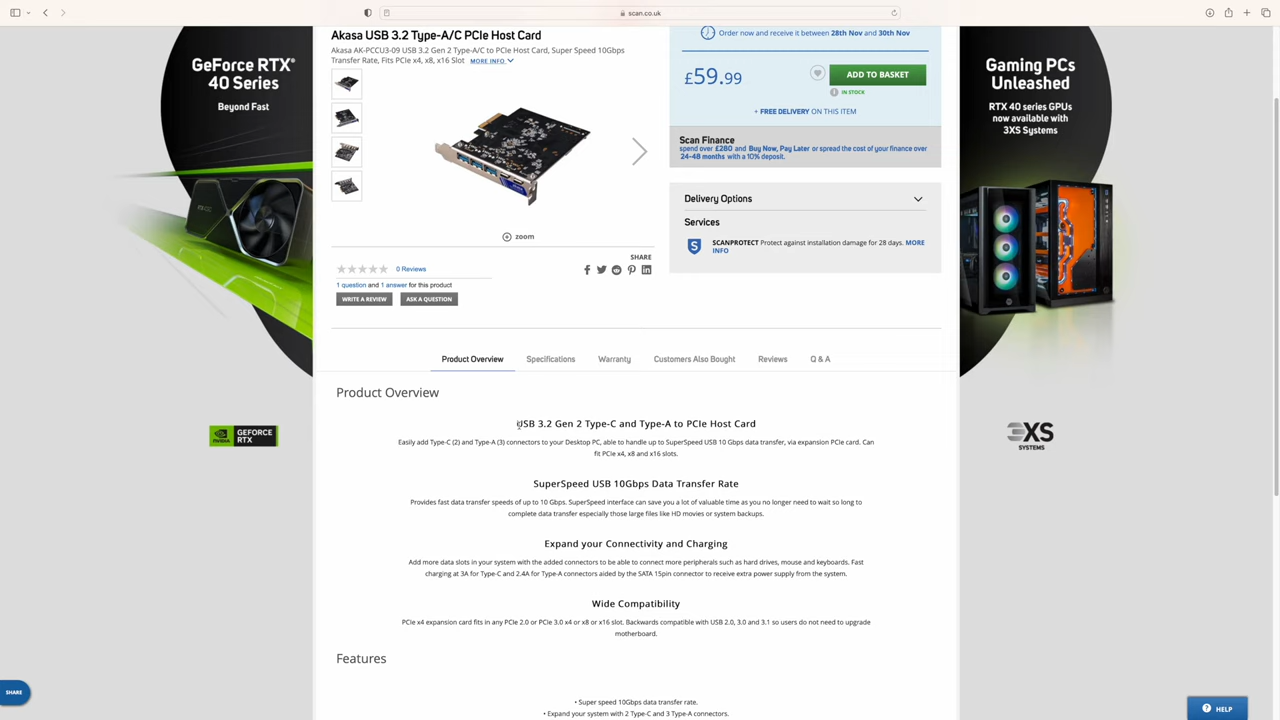 scan.co.uk
GeForce RTX®
40 Series
Beyond Fast
Akasa USB 3.2 Type-A/C PCIe Host Card
Akasa AK-PCCU3-09 USB 3.2 Gen 2 Type-A/C to PCIe Host Card, Super Speed 10Gbps
Transfer Rate, Fits PCIe x4, x8, x16 Slot MORE INFO
zoom
SHARE
0 Reviews
1 question and 1 answer for this product
WRITE A REVIEW ASK A QUESTION
Order now and receive it between 28th Nov and 30th Nov
£59.99
ADD TO BASKET
IN STOCK
+ FREE DELIVERY ON THIS ITEM
Scan Finance
spend over £280 and Buy Now, Pay Later or spread the cost of your finance over
24-48 months with a 10% deposit.
Delivery Options
Services
SCANPROTECT Protect against installation damage for 28 days. MORE
INFO
Gaming PCs
Unleashed
RTX 40 series GPUs
now available with
3XS Systems
Product Overview Specifications Warranty Customers Also Bought Reviews Q & A
Product Overview
USB 3.2 Gen 2 Type-C and Type-A to PCIe Host Card
Easily add Type-C (2) and Type-A (3) connectors to your Desktop PC, able to handle up to SuperSpeed USB 10 Gbps data transfer, via expansion PCIe card. Can
fit PCIe x4, x8 and x16 slots.
SuperSpeed USB 10Gbps Data Transfer Rate
Provides fast data transfer speeds of up to 10 Gbps. SuperSpeed interface can save you a lot of valuable time as you no longer need to wait so long to
complete data transfer especially those large files like HD movies or system backups.
Expand your Connectivity and Charging
Add more data slots in your system with the added connectors to be able to connect more peripherals such as hard drives, mouse and keyboards. Fast
charging at 3A for Type-C and 2.4A for Type-A connectors aided by the SATA 15pin connector to receive extra power supply from the system.
Wide Compatibility
PCIe x4 expansion card fits in any PCIe 2.0 or PCIe 3.0 x4 or x8 or x16 slot. Backwards compatible with USB 2.0, 3.0 and 3.1 so users do not need to upgrade
motherboard.
Features
• Super speed 10Gbps data transfer rate.
• Expand your system with 2 Type-C and 3 Type-A connectors.
NVIDIA
GEFORCE
RTX
3XS
SYSTEMS
SHARE
? HELP